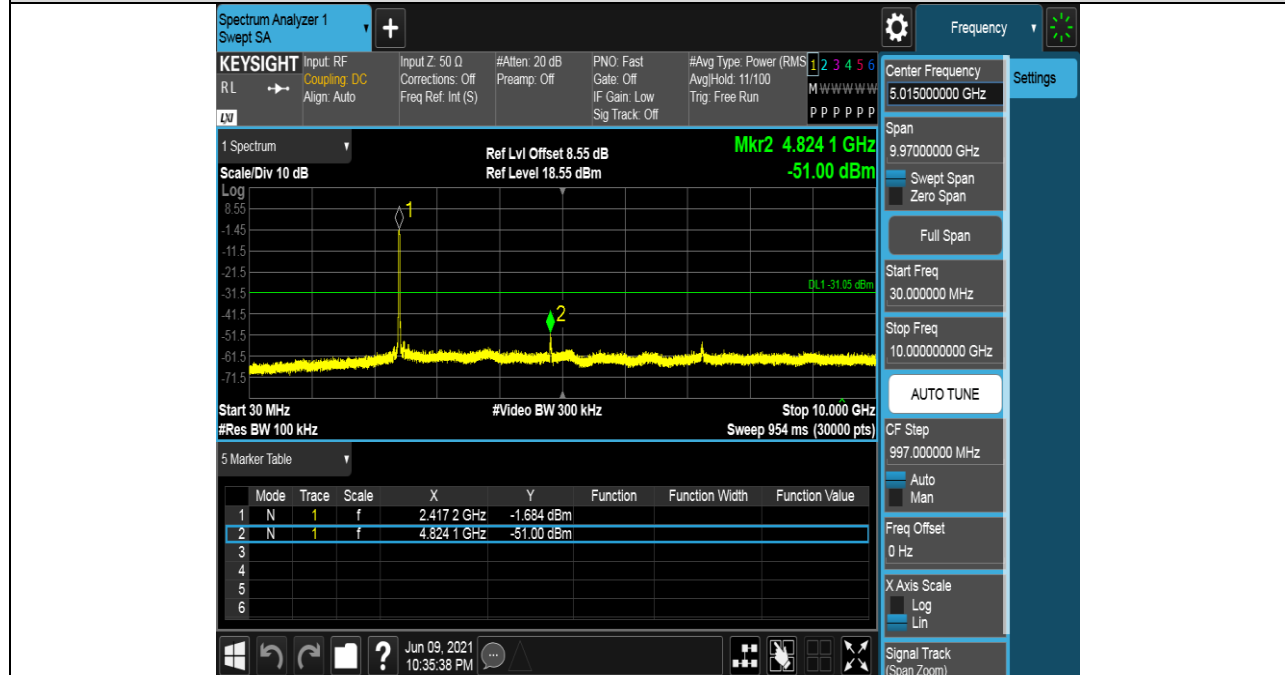 Spectrum Analyzer 1
Swept SA
Frequency
KEYSIGHT
RL
LXI
Input: RF
Coupling: DC
Align: Auto
Input Z: 50 Ω
Corrections: Off
Freq Ref: Int (S)
#Atten: 20 dB
Preamp: Off
PNO: Fast
Gate: Off
IF Gain: Low
Sig Track: Off
#Avg Type: Power (RMS
Avg|Hold: 11/100
Trig: Free Run
1 2 3 4 5 6
M W W W W W
P P P P P P
1 Spectrum
Scale/Div 10 dB
Ref Lvl Offset 8.55 dB
Ref Level 18.55 dBm
Mkr2 4.824 1 GHz
-51.00 dBm
Log
8.55
-1.45
-11.5
-21.5
-31.5
-41.5
-51.5
-61.5
-71.5
1
2
DL1 -31.05 dBm
Start 30 MHz
#Video BW 300 kHz
Stop 10.000 GHz
#Res BW 100 kHz
Sweep 954 ms (30000 pts)
5 Marker Table
Mode Trace Scale X Y Function Function Width Function Value
1 N 1 f 2.417 2 GHz -1.684 dBm
2 N 1 f 4.824 1 GHz -51.00 dBm
3
4
5
6
?
Jun 09, 2021
10:35:38 PM
Center Frequency
5.015000000 GHz
Settings
Span
9.97000000 GHz
Swept Span
Zero Span
Full Span
Start Freq
30.000000 MHz
Stop Freq
10.000000000 GHz
AUTO TUNE
CF Step
997.000000 MHz
Auto
Man
Freq Offset
0 Hz
X Axis Scale
Log
Lin
Signal Track
(Span Zoom)